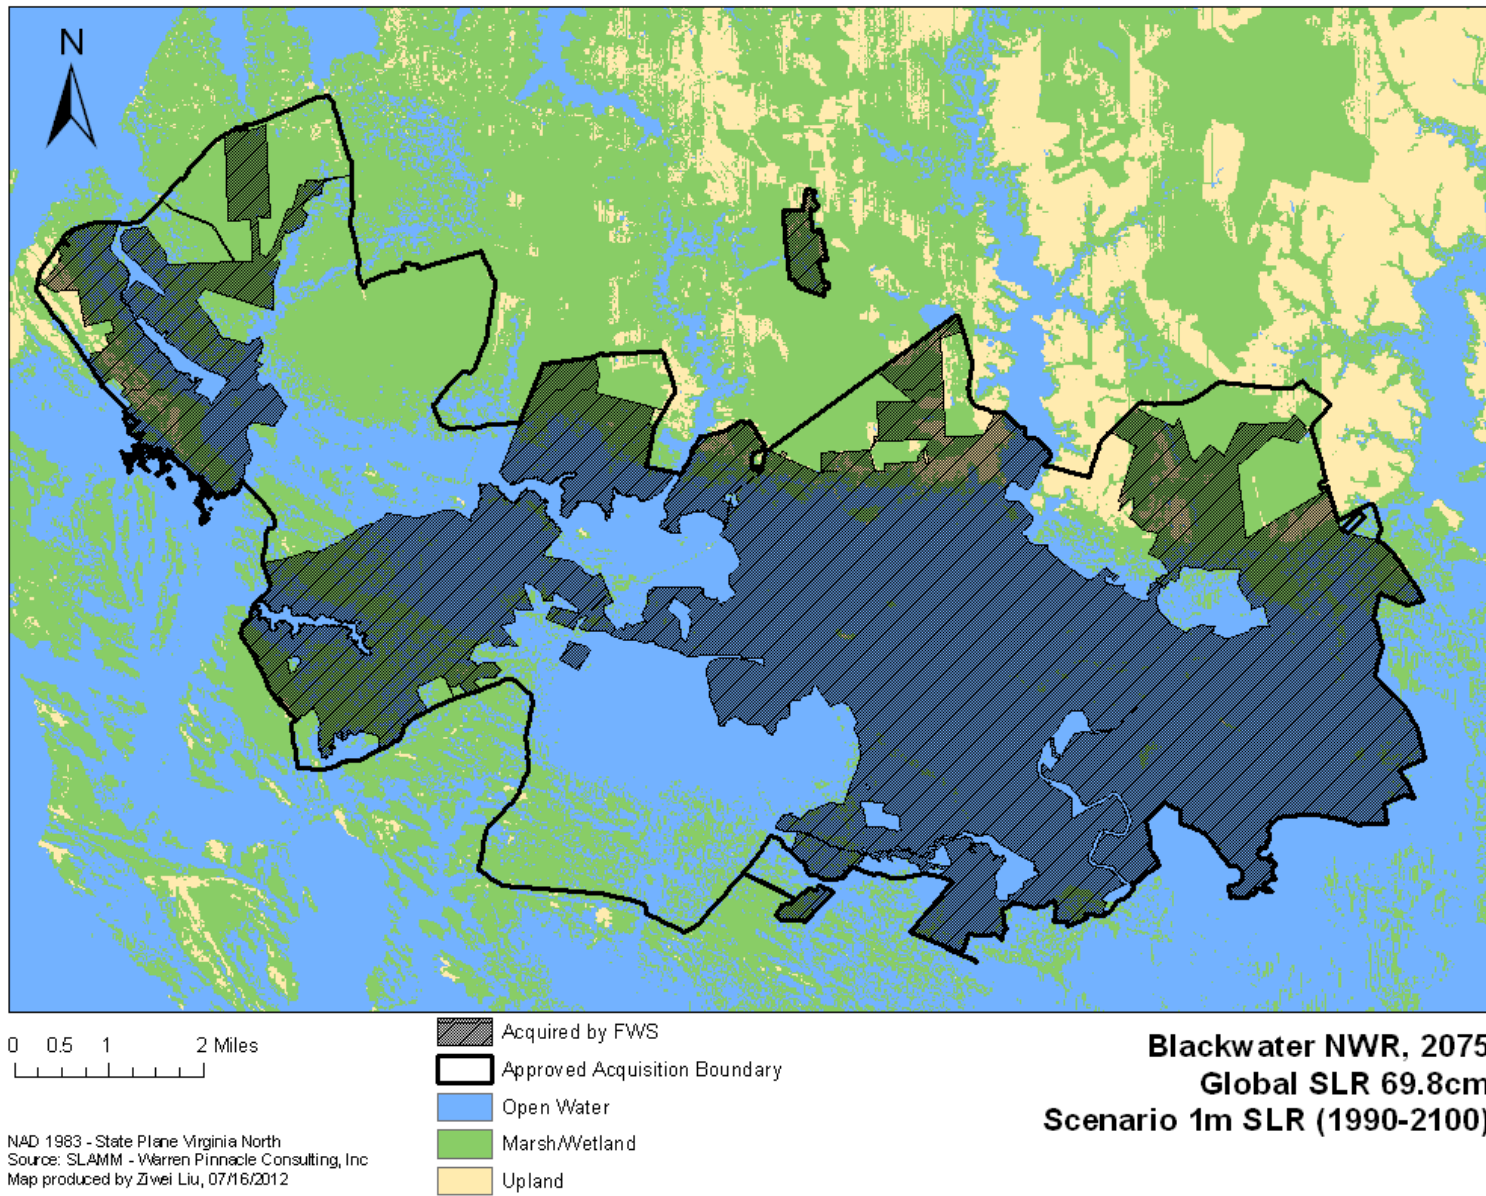 N
0 0.5 1 2 Miles
NAD 1983 - State Plane Virginia North
Source: SLAMM - Warren Pinnacle Consulting, Inc
Map produced by Ziwei Liu, 07/16/2012
Acquired by FWS
Approved Acquisition Boundary
Open Water
Marsh/Wetland
Upland
Blackwater NWR, 2075
Global SLR 69.8cm
Scenario 1m SLR (1990-2100)